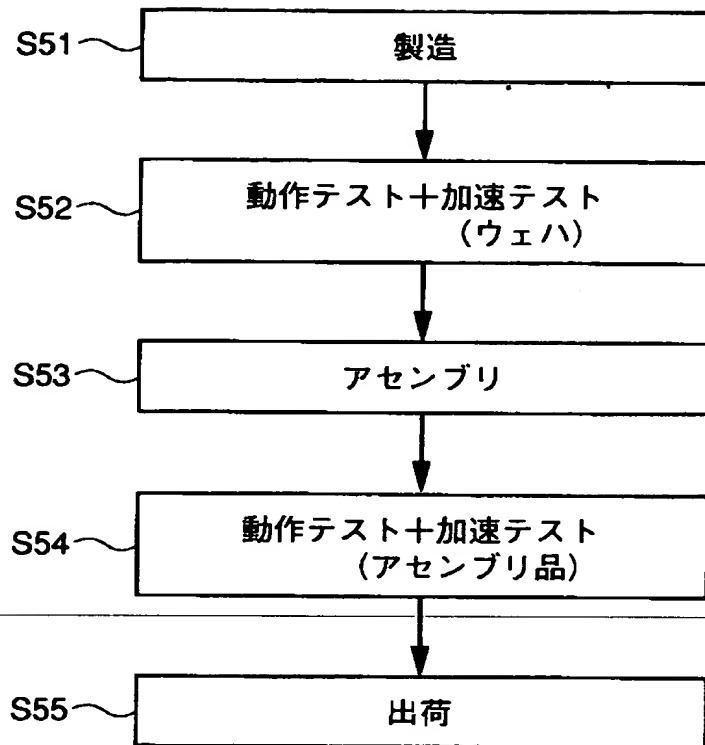 S51
製造
S52
動作テスト+加速テスト
(ウェハ)
S53
アセンブリ
S54
動作テスト+加速テスト
(アセンブリ品)
S55
出荷